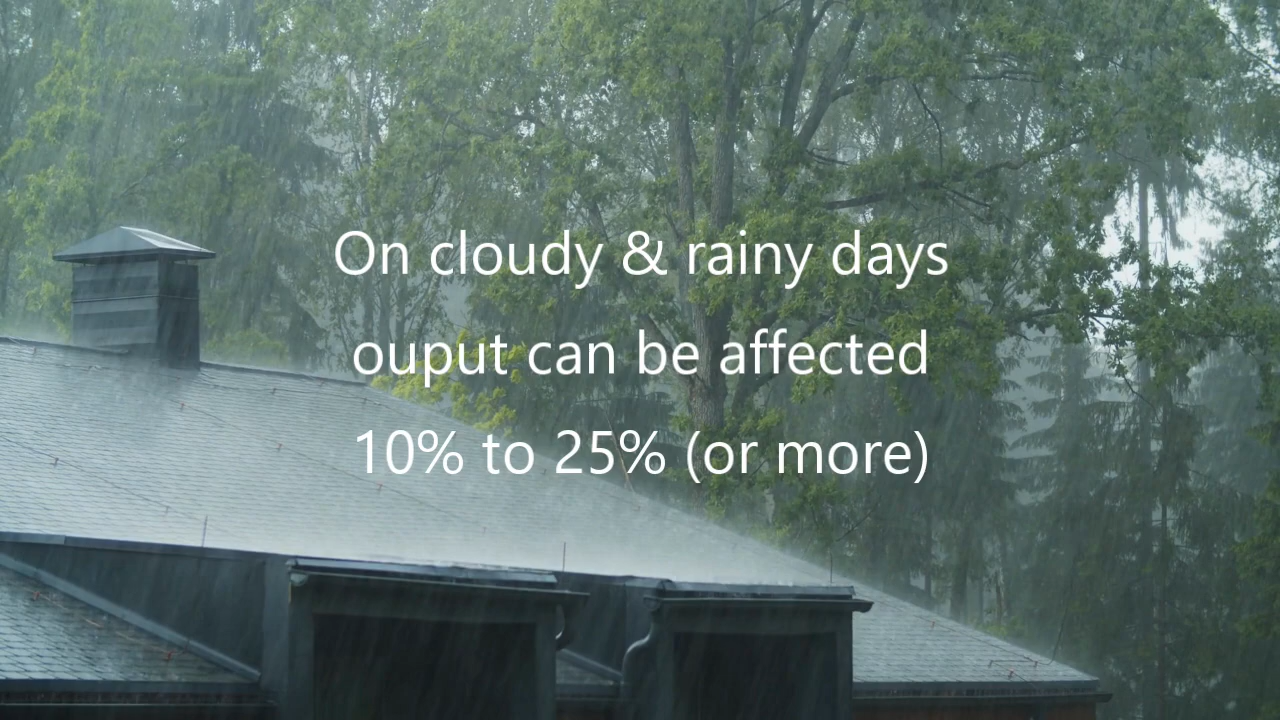 On cloudy & rainy days
ouput can be affected
10% to 25% (or more)